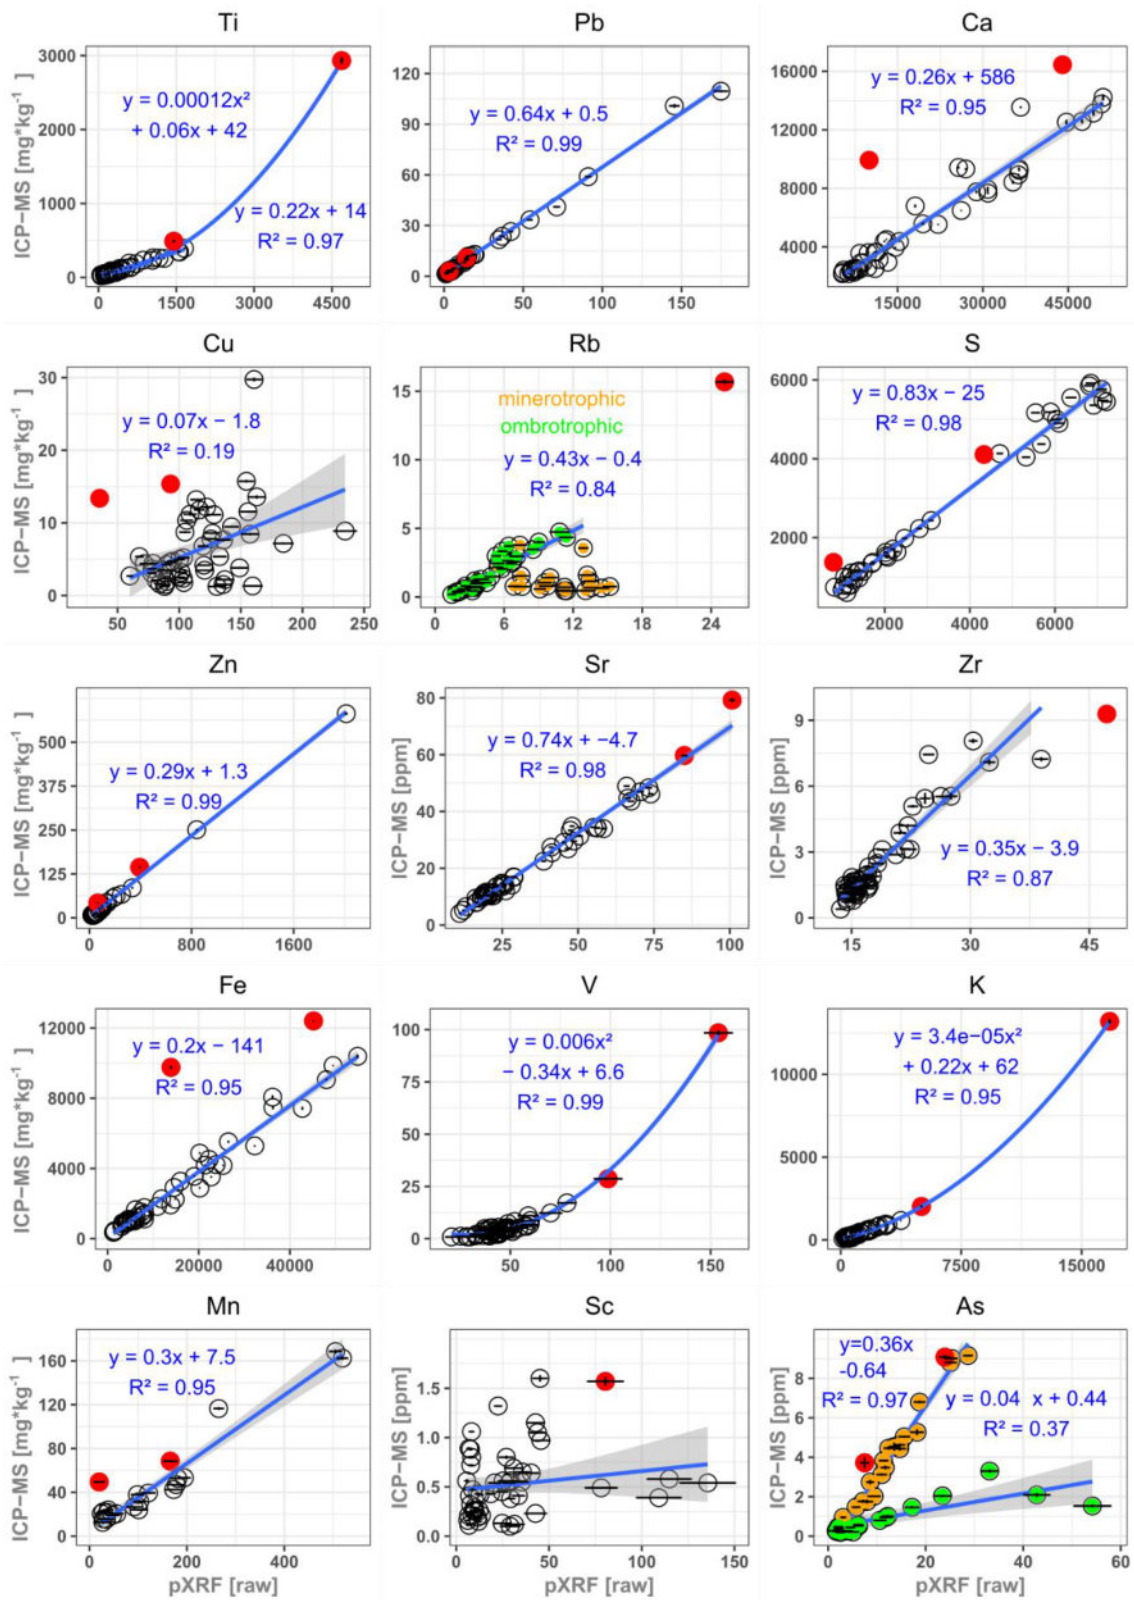 Ti
ICP−MS [mg*kg⁻¹ ]
3000
2000
1000
0
y = 0.00012x²
+ 0.06x + 42
y = 0.22x + 14
R² = 0.97
0
1500
3000
4500
Pb
120
90
60
30
0
y = 0.64x + 0.5
R² = 0.99
0
50
100
150
Ca
16000
12000
8000
4000
y = 0.26x + 586
R² = 0.95
15000
30000
45000
Cu
ICP−MS [mg*kg⁻¹ ]
30
20
10
0
y = 0.07x − 1.8
R² = 0.19
50
100
150
200
250
Rb
15
10
5
0
minerotrophic
ombrotrophic
y = 0.43x − 0.4
R² = 0.84
0
6
12
18
24
S
6000
4000
2000
y = 0.83x − 25
R² = 0.98
2000
4000
6000
Zn
ICP−MS [mg*kg⁻¹ ]
500
375
250
125
0
y = 0.29x + 1.3
R² = 0.99
0
800
1600
Sr
ICP−MS [ppm]
80
60
40
20
0
y = 0.74x + −4.7
R² = 0.98
25
50
75
100
Zr
ICP−MS [ppm]
9
6
3
0
y = 0.35x − 3.9
R² = 0.87
15
30
45
Fe
ICP−MS [mg*kg⁻¹ ]
12000
8000
4000
0
y = 0.2x − 141
R² = 0.95
0
20000
40000
V
100
75
50
25
0
y = 0.006x²
− 0.34x + 6.6
R² = 0.99
50
100
150
K
10000
5000
0
y = 3.4e−05x²
+ 0.22x + 62
R² = 0.95
0
7500
15000
Mn
ICP−MS [mg*kg⁻¹ ]
160
120
80
40
0
y = 0.3x + 7.5
R² = 0.95
0
200
400
pXRF [raw]
Sc
ICP−MS [ppm]
1.5
1.0
0.5
0.0
0
50
100
150
pXRF [raw]
As
ICP−MS [ppm]
8
6
4
2
0
y=0.36x
-0.64
R² = 0.97
y = 0.04 x + 0.44
R² = 0.37
0
20
40
60
pXRF [raw]